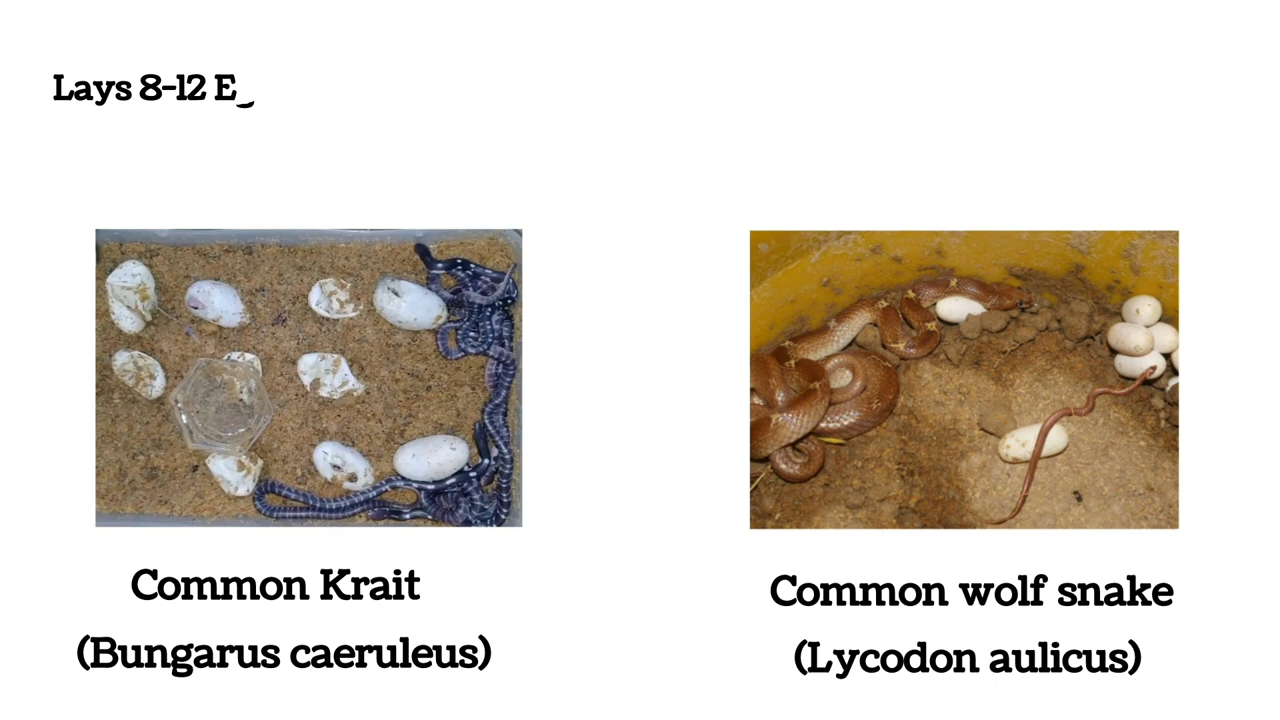 Lays 8-12 E
Common Krait
(Bungarus caeruleus)
Common wolf snake
(Lycodon aulicus)